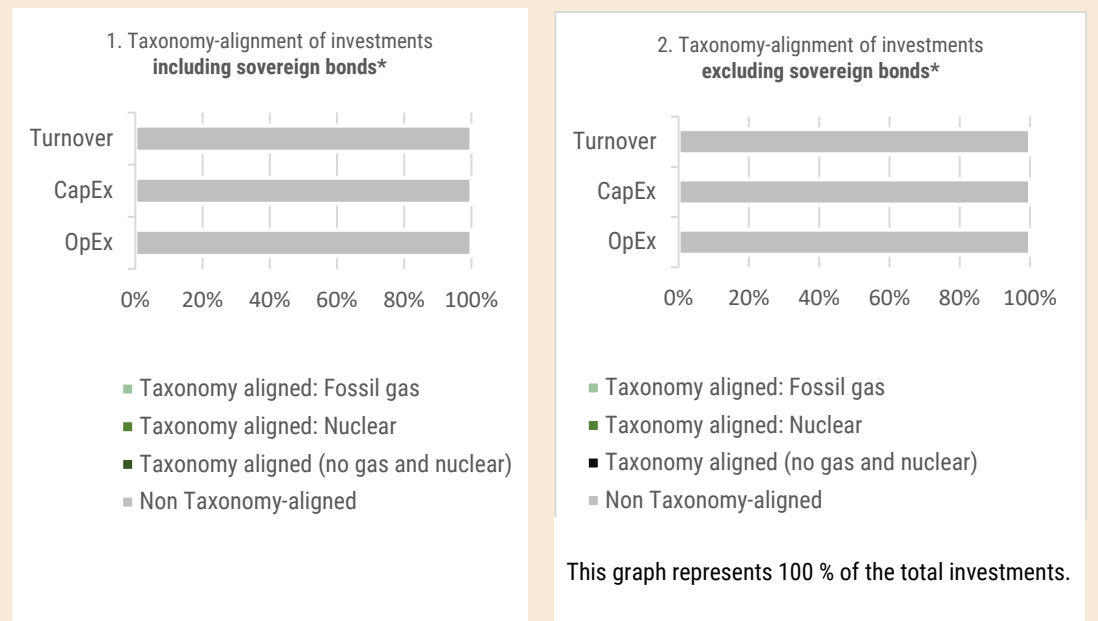 1. Taxonomy-alignment of investments
including sovereign bonds*
Turnover
CapEx
OpEx
0% 20% 40% 60% 80% 100%
Taxonomy aligned: Fossil gas
Taxonomy aligned: Nuclear
Taxonomy aligned (no gas and nuclear)
Non Taxonomy-aligned
2. Taxonomy-alignment of investments
excluding sovereign bonds*
Turnover
CapEx
OpEx
0% 20% 40% 60% 80% 100%
Taxonomy aligned: Fossil gas
Taxonomy aligned: Nuclear
Taxonomy aligned (no gas and nuclear)
Non Taxonomy-aligned
This graph represents 100 % of the total investments.